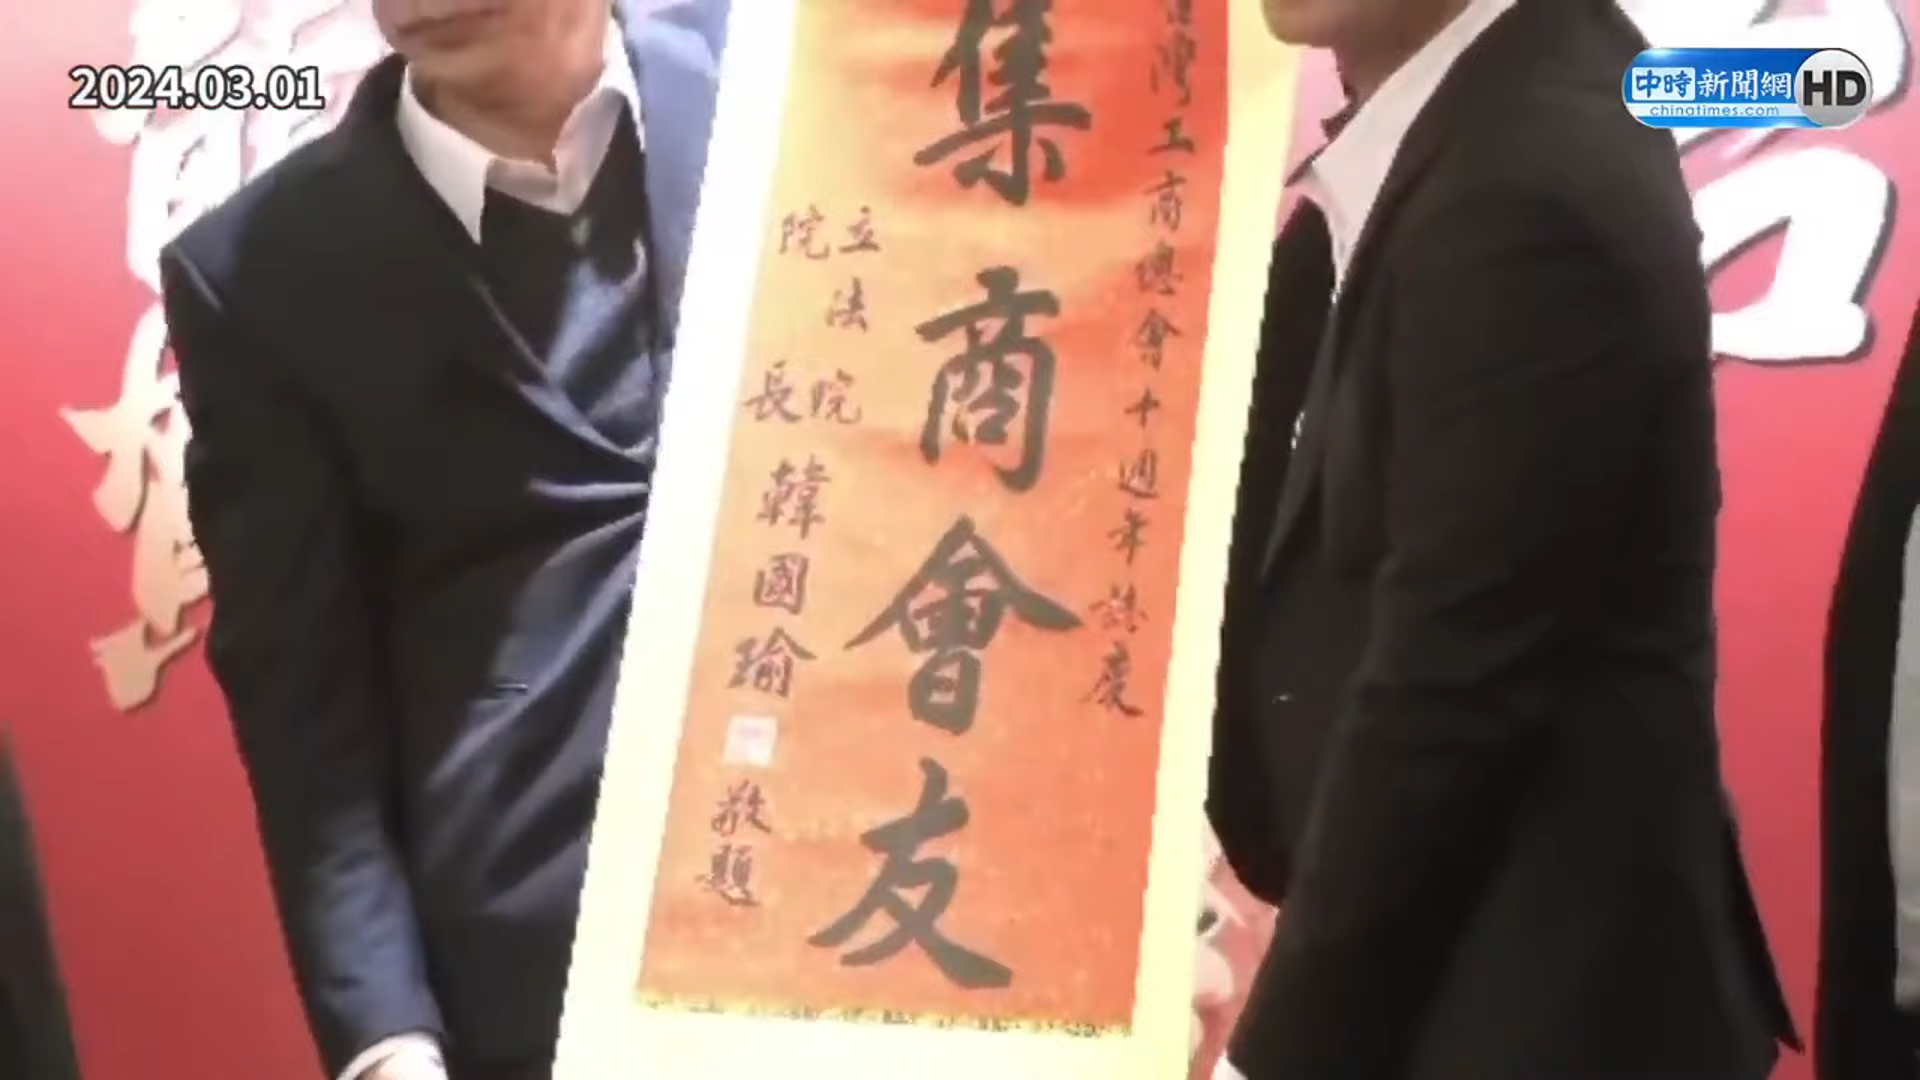 2024.03.01
中時新聞網 HD
chinatimes.com
灣工商總會十週年誌慶
集商會友
立法院
院長
韓國瑜
敬題